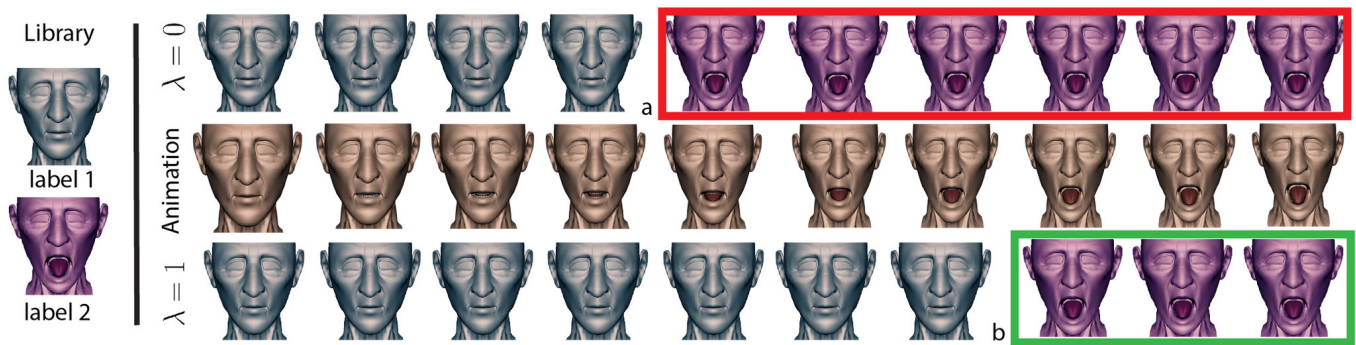 Library
label 1
label 2
λ = 0
a
Animation
λ = 1
b